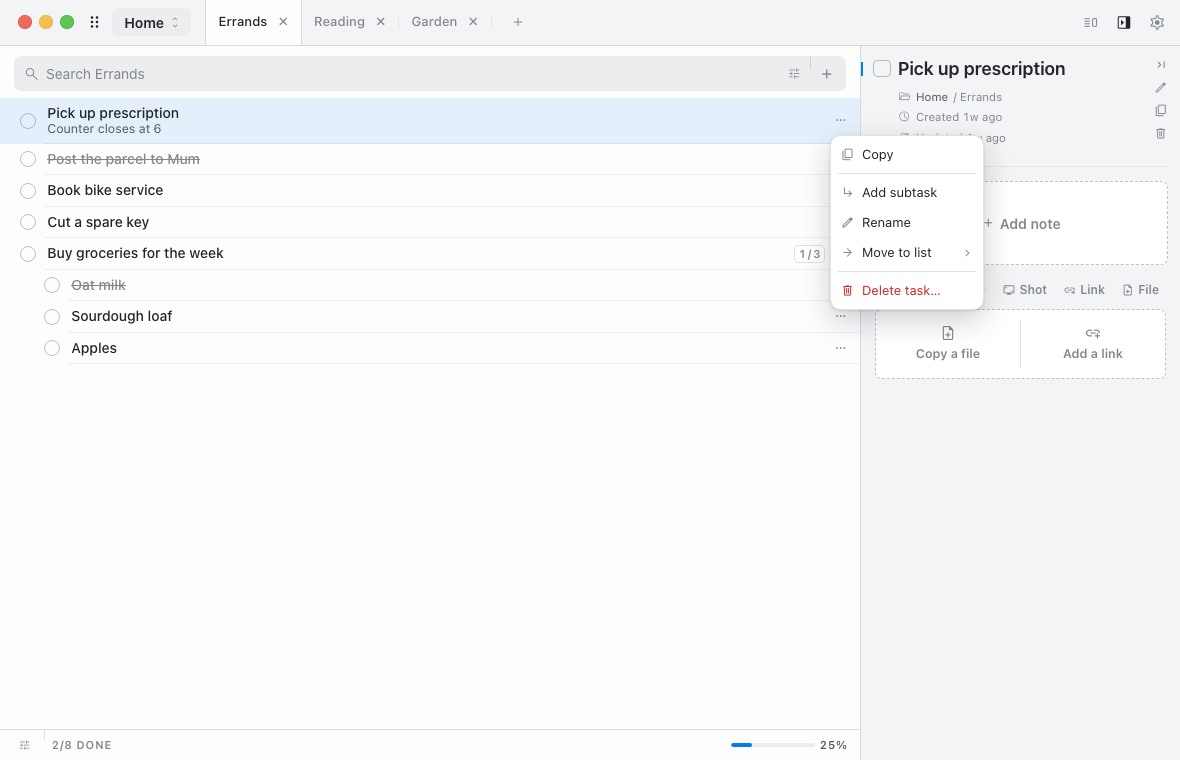 Home
Errands
Reading
Garden
Search Errands
Pick up prescription
Counter closes at 6
Post the parcel to Mum
Book bike service
Cut a spare key
Buy groceries for the week
1/3
Oat milk
Sourdough loaf
Apples
2/8 DONE
25%
Pick up prescription
Home / Errands
Created 1w ago
ago
Copy
Add subtask
Rename
Move to list
Delete task...
Add note
Shot
Link
File
Copy a file
Add a link